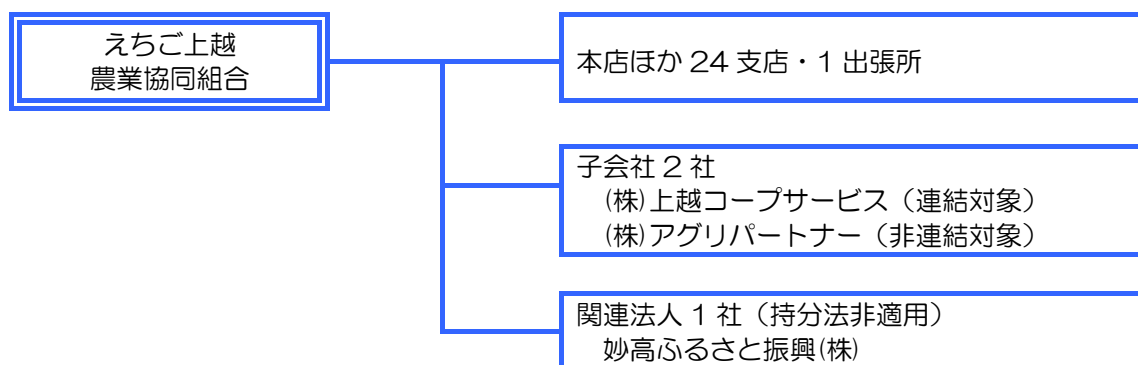 えちご上越
農業協同組合
本店ほか 24 支店・1 出張所
子会社 2 社
㈱上越コープサービス(連結対象)
㈱アグリパートナー(非連結対象)
関連法人 1 社(持分法非適用)
妙高ふるさと振興㈱